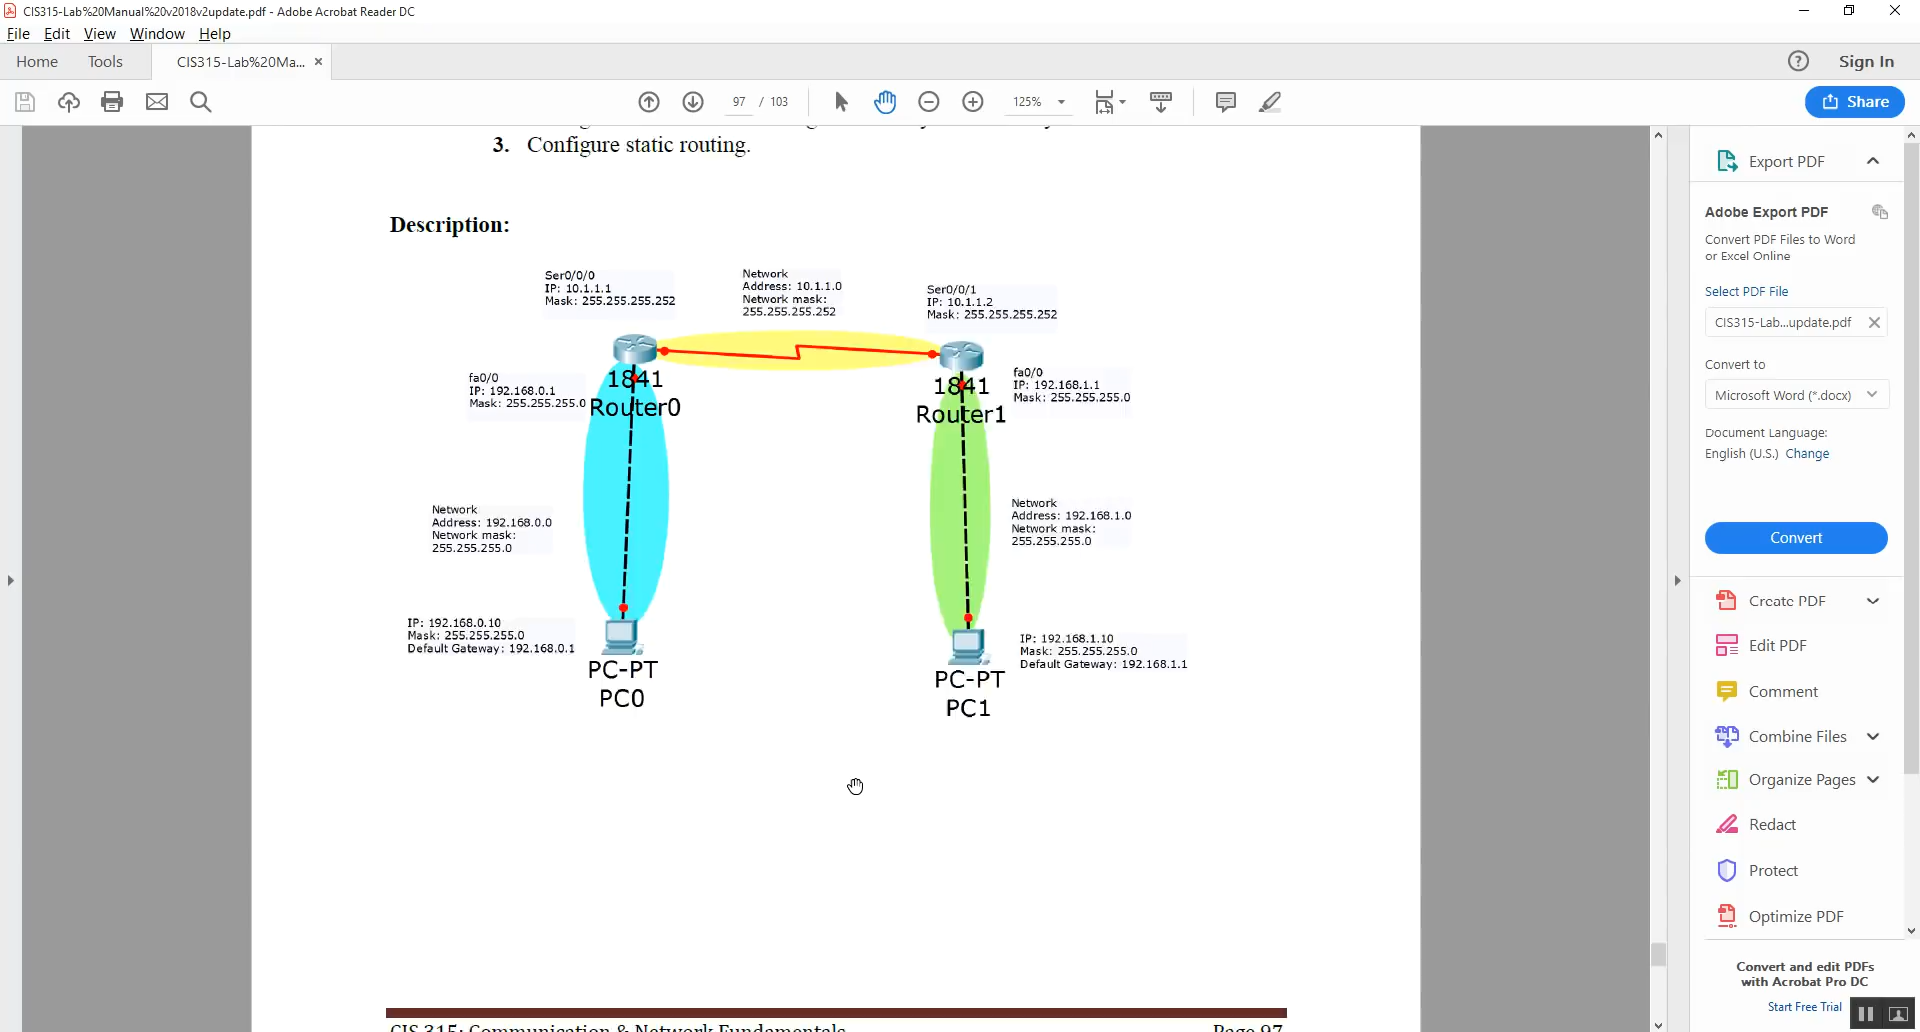 CIS315-Lab%20Manual%20v2018v2update.pdf - Adobe Acrobat Reader DC
File Edit View Window Help
Home Tools CIS315-Lab%20Ma... × Sign In
97 / 103 125% Share
3. Configure static routing.
Description:
Ser0/0/0
IP: 10.1.1.1
Mask: 255.255.255.252
Network
Address: 10.1.1.0
Network mask:
255.255.255.252
Ser0/0/1
IP: 10.1.1.2
Mask: 255.255.255.252
fa0/0
IP: 192.168.0.1
Mask: 255.255.255.0
1841
Router0
1841
Router1
fa0/0
IP: 192.168.1.1
Mask: 255.255.255.0
Network
Address: 192.168.0.0
Network mask:
255.255.255.0
Network
Address: 192.168.1.0
Network mask:
255.255.255.0
IP: 192.168.0.10
Mask: 255.255.255.0
Default Gateway: 192.168.0.1
PC-PT
PC0
IP: 192.168.1.10
Mask: 255.255.255.0
Default Gateway: 192.168.1.1
PC-PT
PC1
CIS 315: Communication & Network Fundamentals Page 97
Export PDF
Adobe Export PDF
Convert PDF Files to Word
or Excel Online
Select PDF File
CIS315-Lab...update.pdf
Convert to
Microsoft Word (*.docx)
Document Language:
English (U.S.) Change
Convert
Create PDF
Edit PDF
Comment
Combine Files
Organize Pages
Redact
Protect
Optimize PDF
Convert and edit PDFs
with Acrobat Pro DC
Start Free Trial